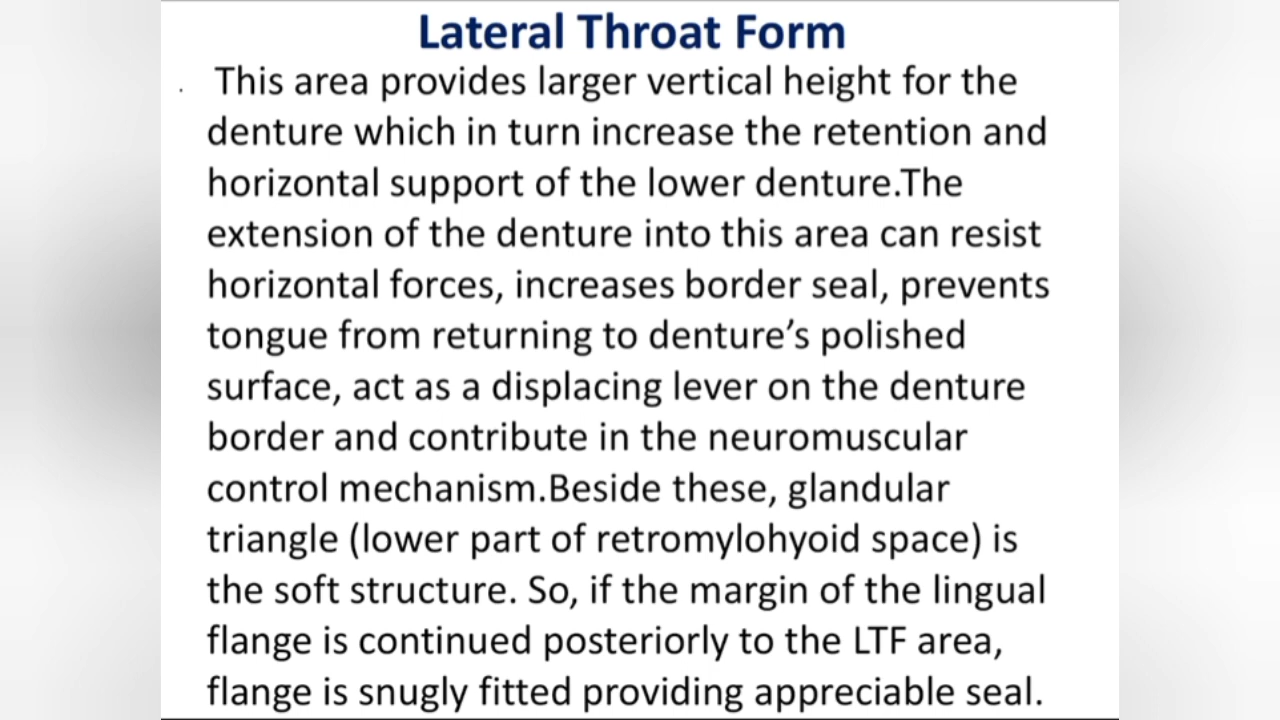 Lateral Throat Form
. This area provides larger vertical height for the
denture which in turn increase the retention and
horizontal support of the lower denture.The
extension of the denture into this area can resist
horizontal forces, increases border seal, prevents
tongue from returning to denture’s polished
surface, act as a displacing lever on the denture
border and contribute in the neuromuscular
control mechanism.Beside these, glandular
triangle (lower part of retromylohyoid space) is
the soft structure. So, if the margin of the lingual
flange is continued posteriorly to the LTF area,
flange is snugly fitted providing appreciable seal.